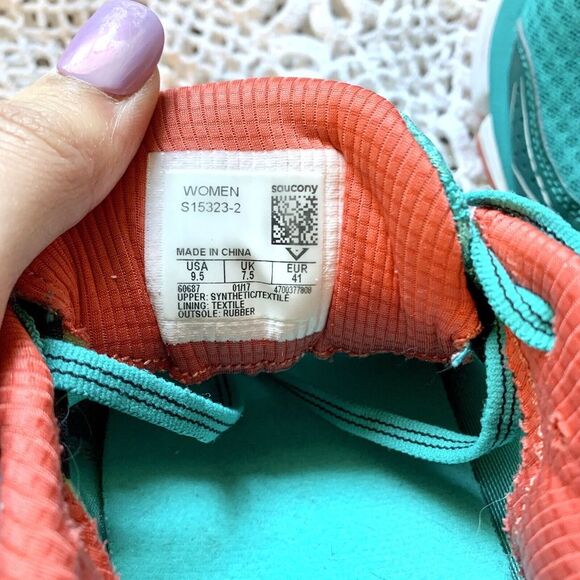 WOMEN
S15323-2
saucony
MADE IN CHINA
USA UK EUR
9.5 7.5 41
60687 01/17 4700377808
UPPER: SYNTHETIC/TEXTILE
LINING: TEXTILE
OUTSOLE: RUBBER